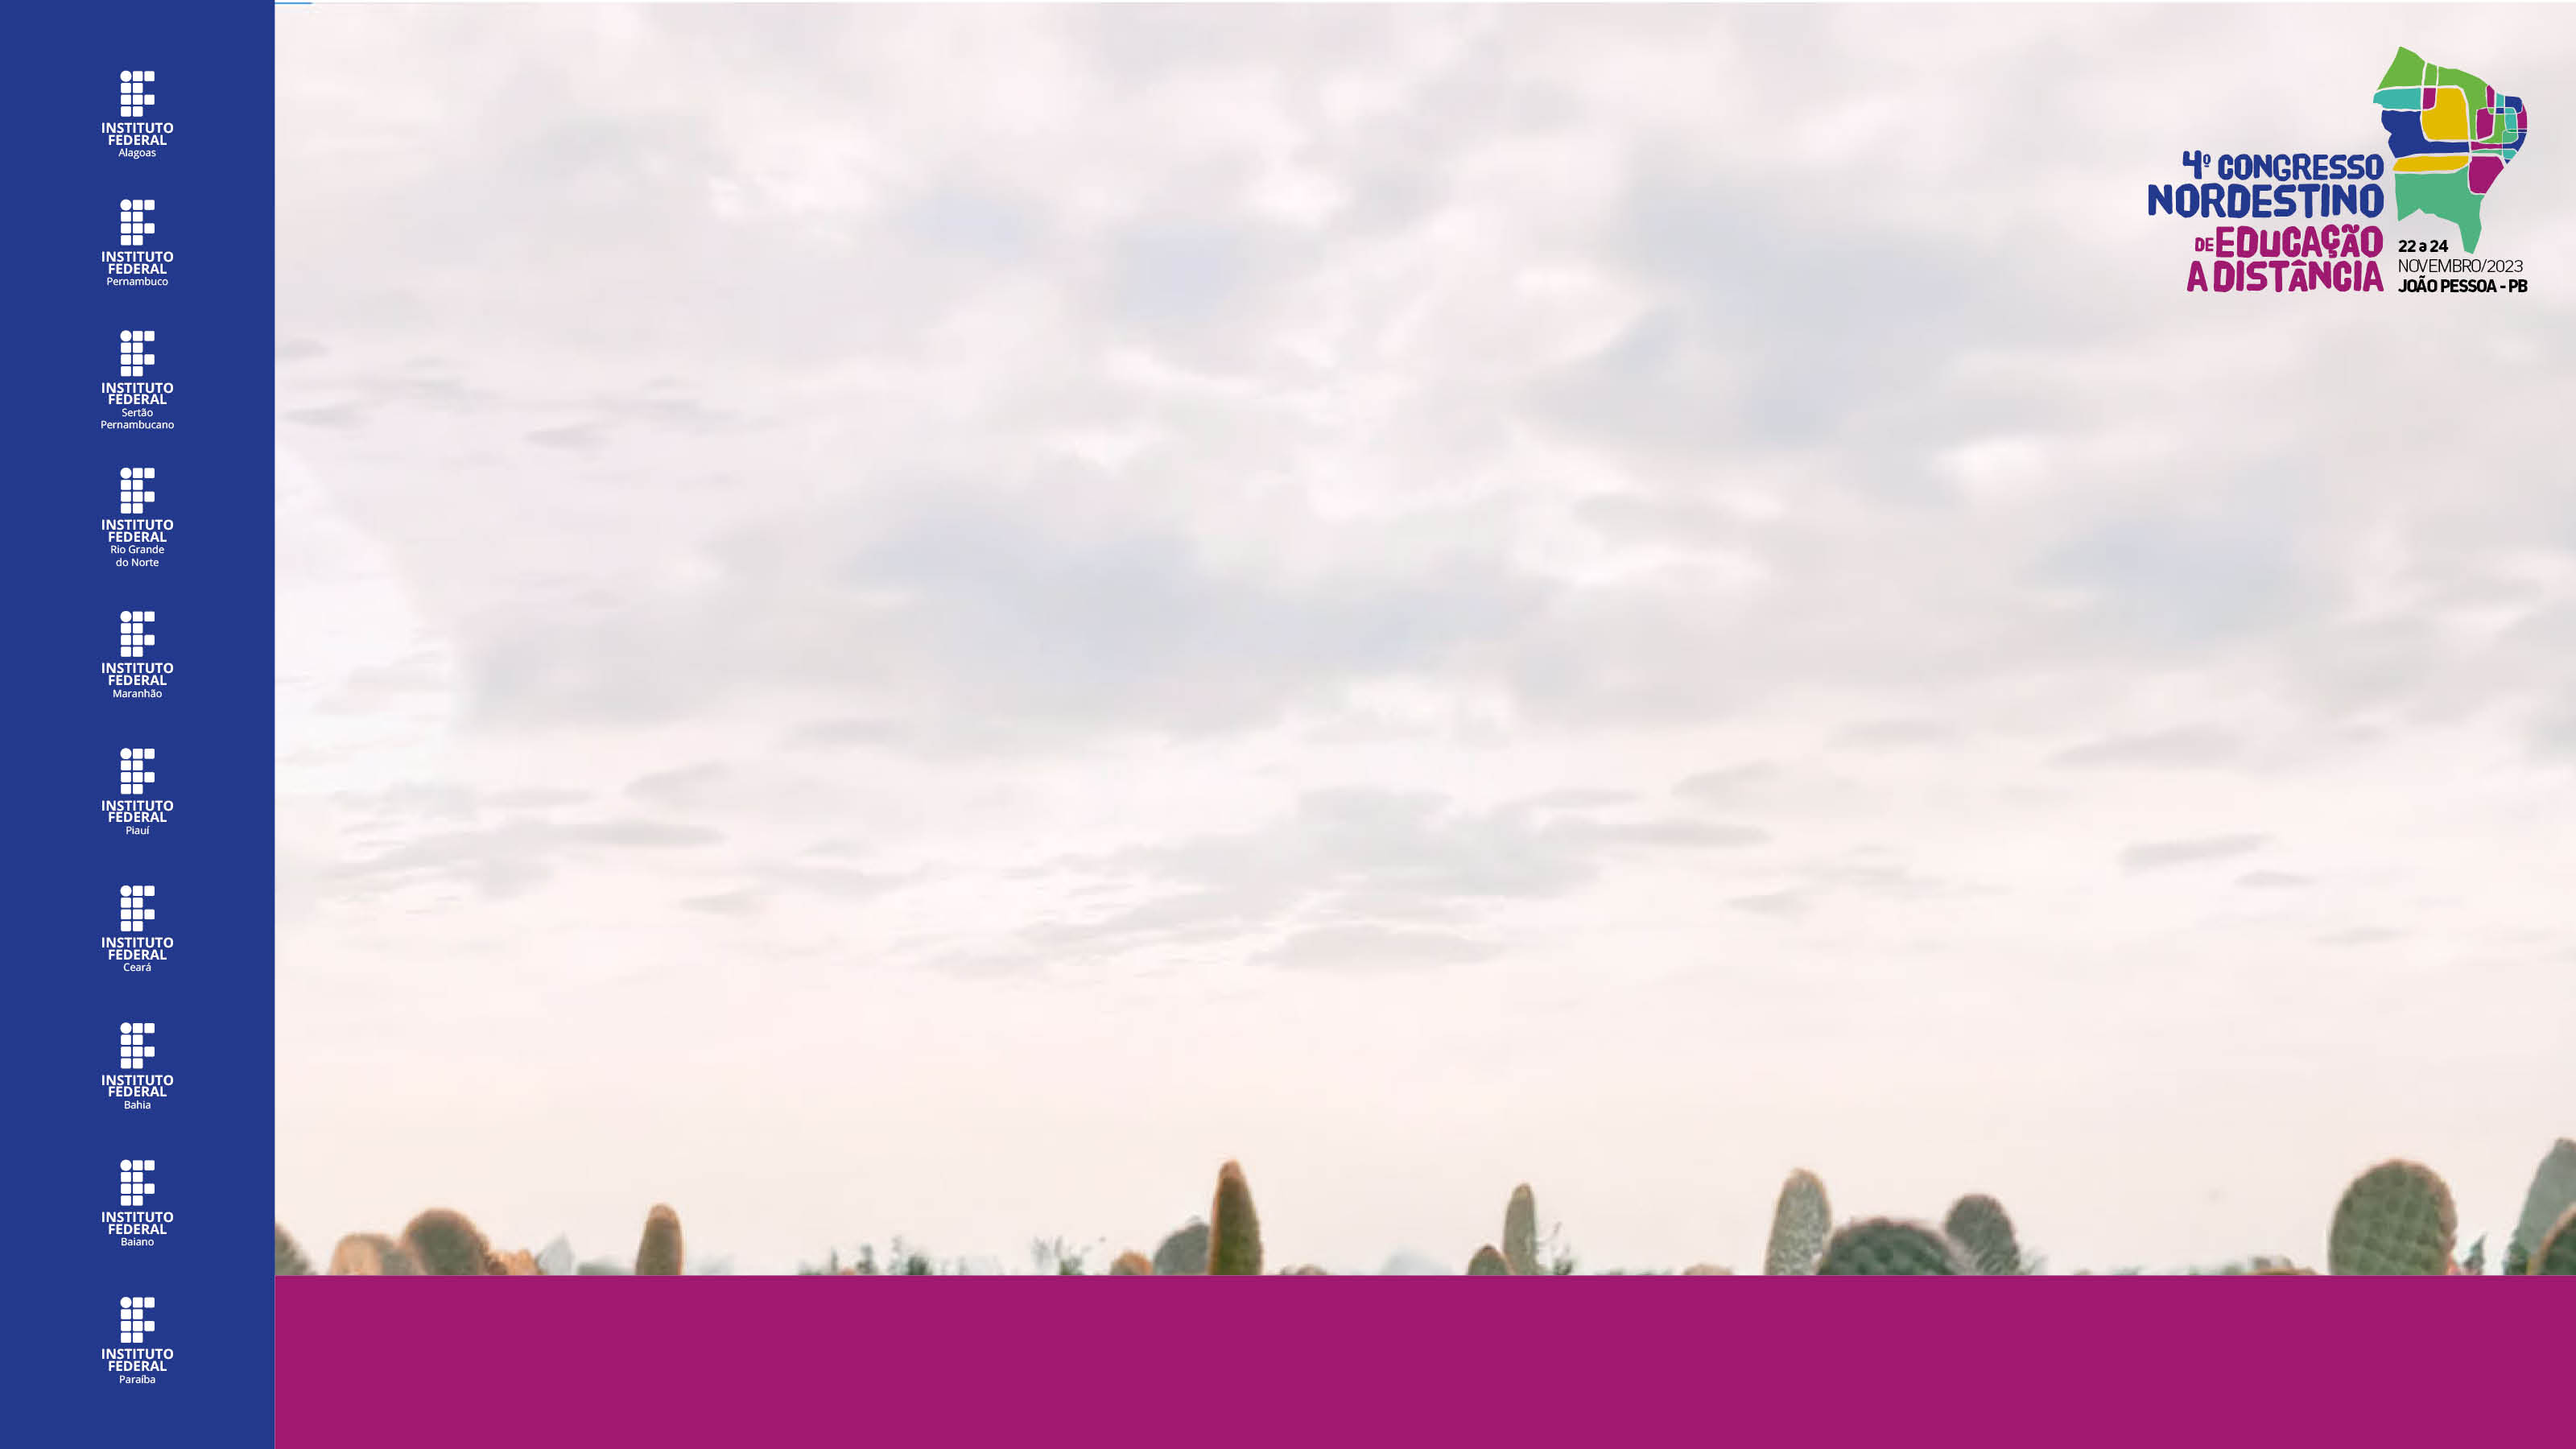 INSTITUTO
FEDERAL
Alagoas
INSTITUTO
FEDERAL
Pernambuco
INSTITUTO
FEDERAL
Sertão
Pernambucano
INSTITUTO
FEDERAL
Rio Grande
do Norte
INSTITUTO
FEDERAL
Maranhão
INSTITUTO
FEDERAL
Piauí
INSTITUTO
FEDERAL
Ceará
INSTITUTO
FEDERAL
Bahia
INSTITUTO
FEDERAL
Baiano
INSTITUTO
FEDERAL
Paraíba
4º CONGRESSO
NORDESTINO
DE EDUCAÇÃO
A DISTÂNCIA
22 a 24
NOVEMBRO/2023
JOÃO PESSOA - PB